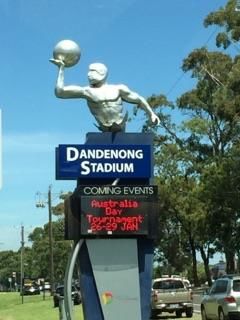 DANDENONG
STADIUM
COMING EVENTS
Australia
Day
Tournament
26-29 JAN